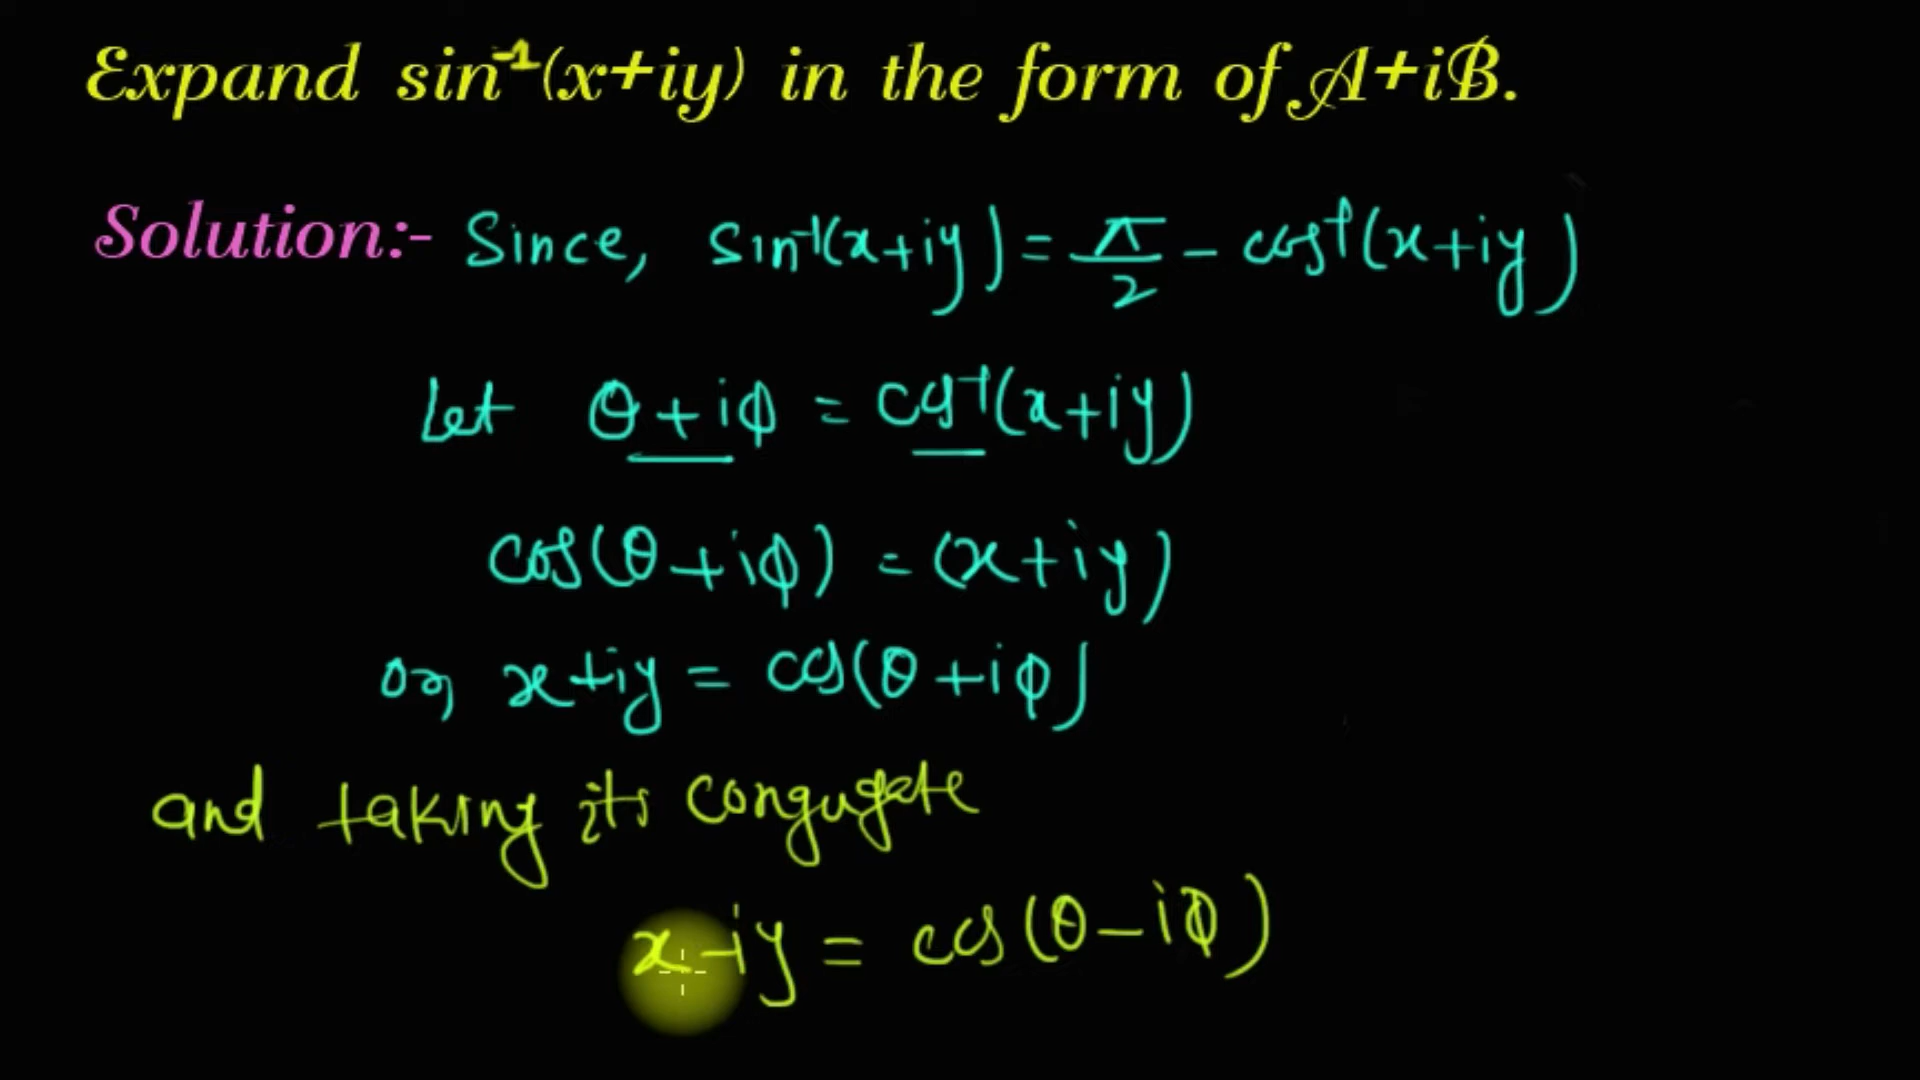 Expand sin⁻¹(x+iy) in the form of A+iB.
Solution:- Since, sin⁻¹(x+iy) = π/2 - cos⁻¹(x+iy)
Let θ+iϕ = cos⁻¹(x+iy)
cos(θ+iϕ) = (x+iy)
or, x+iy = cos(θ+iϕ)
and taking its congugate
x-iy = cos(θ-iϕ)